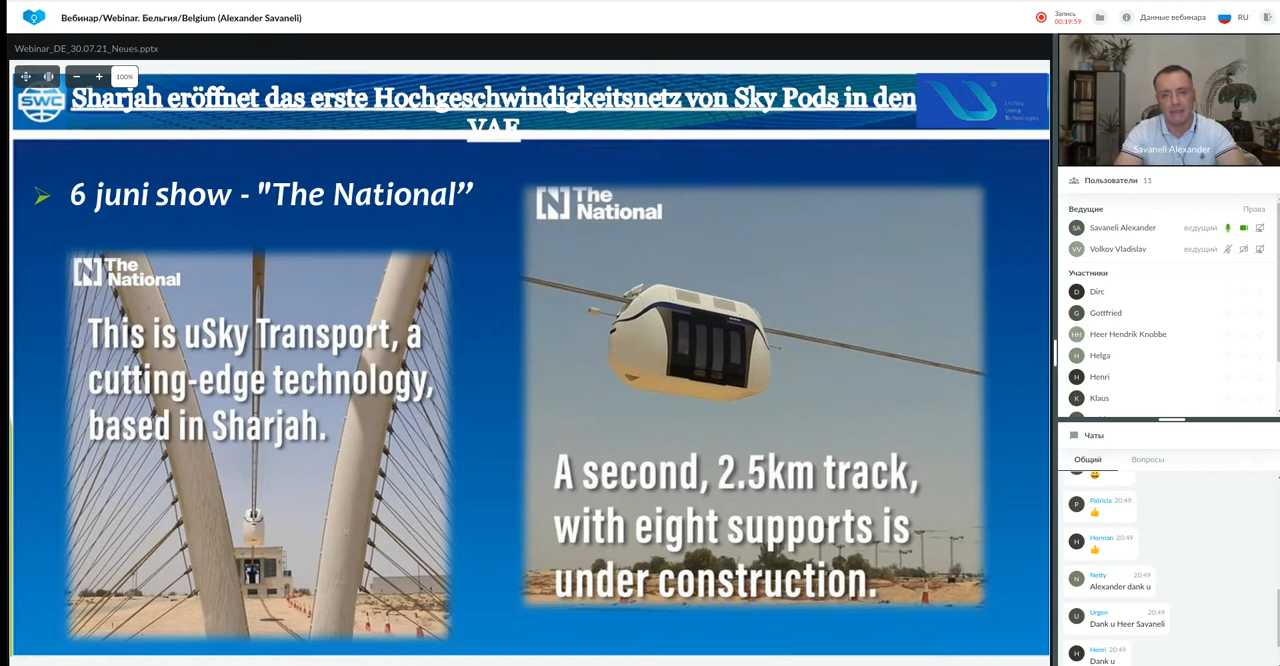 Вебинар/Webinar. Бельгия/Belgium (Alexander Savaneli)
Запись
00:19:59
Данные вебинара
RU
Webinar_DE_30.07.21_Neues.pptx
100%
SWC
Sharjah eröffnet das erste Hochgeschwindigkeitsnetz von Sky Pods in den
VAE
6 juni show - "The National”
The
National
This is uSky Transport, a
cutting-edge technology,
based in Sharjah.
The
National
A second, 2.5km track,
with eight supports is
under construction.
Savaneli Alexander
Пользователи 11
Ведущие Права
SA Savaneli Alexander ведущий
VV Volkov Vladislav ведущий
Участники
D Dirc
G Gottfried
HH Heer Hendrik Knobbe
H Helga
H Henri
K Klaus
Чаты
Общий Вопросы
P Patricia 20:49
👍
H Herman 20:49
👍
N Netty 20:49
Alexander dank u
U Urgen 20:49
Dank u Heer Savaneli
H Henri 20:49
Dank u